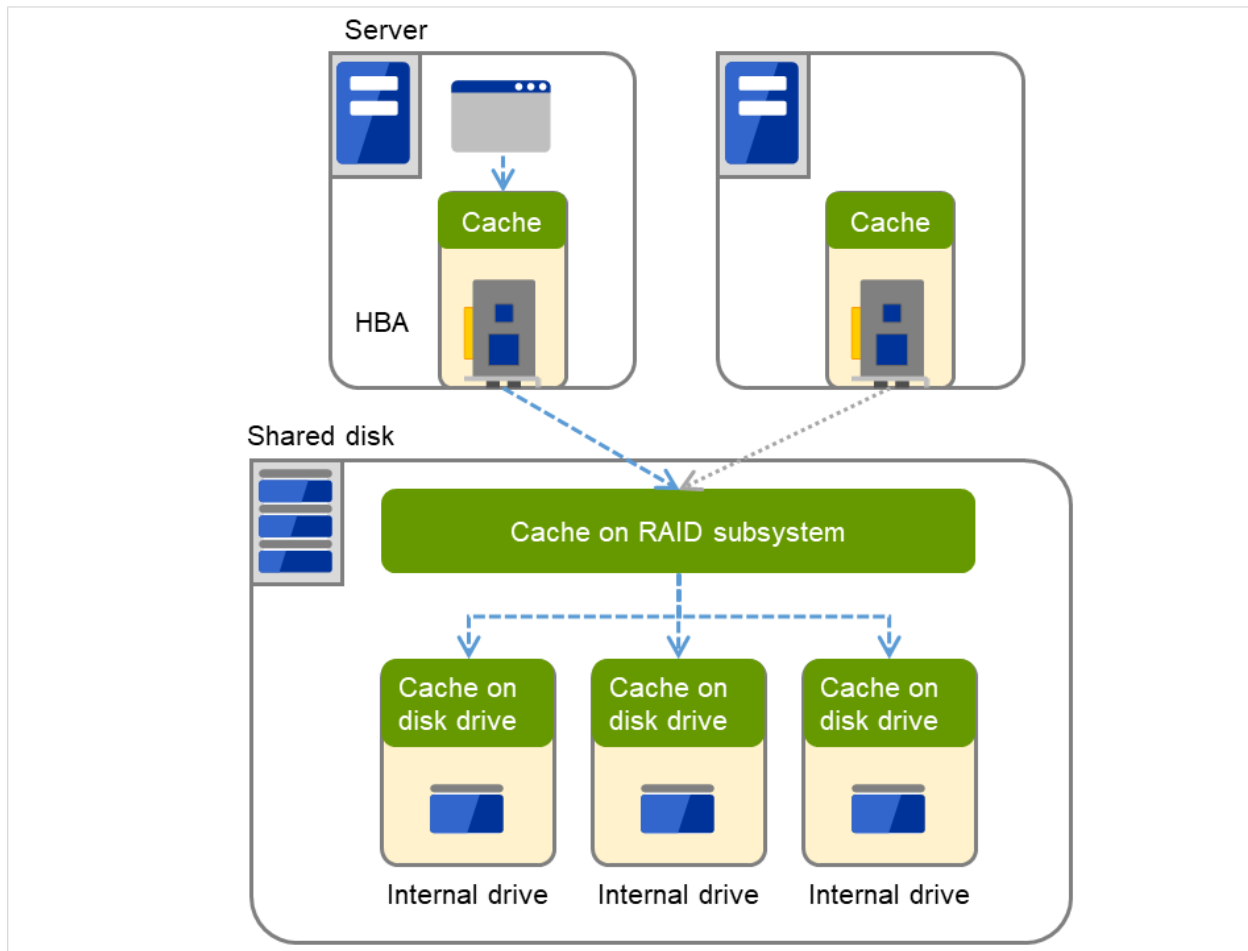 Server
Cache
Cache
HBA
Shared disk
Cache on RAID subsystem
Cache on
disk drive
Cache on
disk drive
Cache on
disk drive
Internal drive
Internal drive
Internal drive